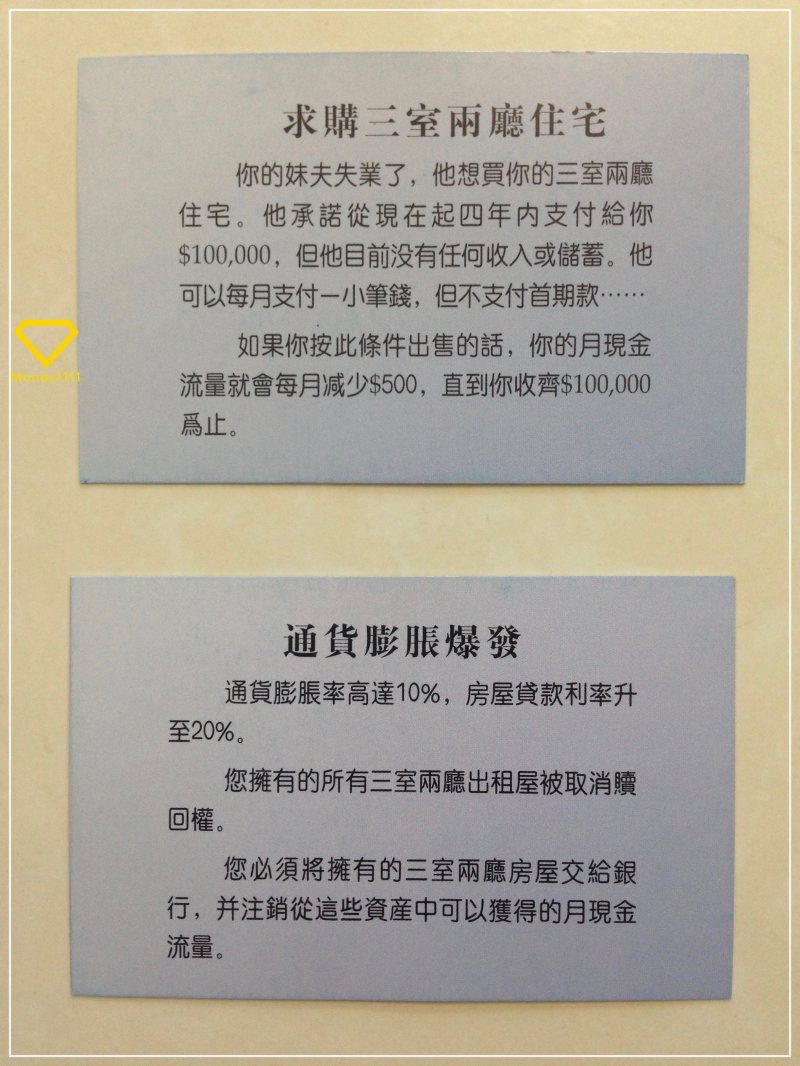 求購三室兩廳住宅
你的妹夫失業了，他想買你的三室兩廳
住宅。他承諾從現在起四年内支付給你
$100,000，但他目前没有任何收入或儲蓄。他
可以每月支付一小筆錢，但不支付首期款……
如果你按此條件出售的話，你的月現金
流量就會每月减少$500，直到你收齊$100,000
爲止。
Money1111
通貨膨脹爆發
通貨膨脹率高達10%，房屋貸款利率升
至20%。
您擁有的所有三室兩廳出租屋被取消贖
回權。
您必須將擁有的三室兩廳房屋交給銀
行，并注銷從這些資産中可以獲得的月現金
流量。